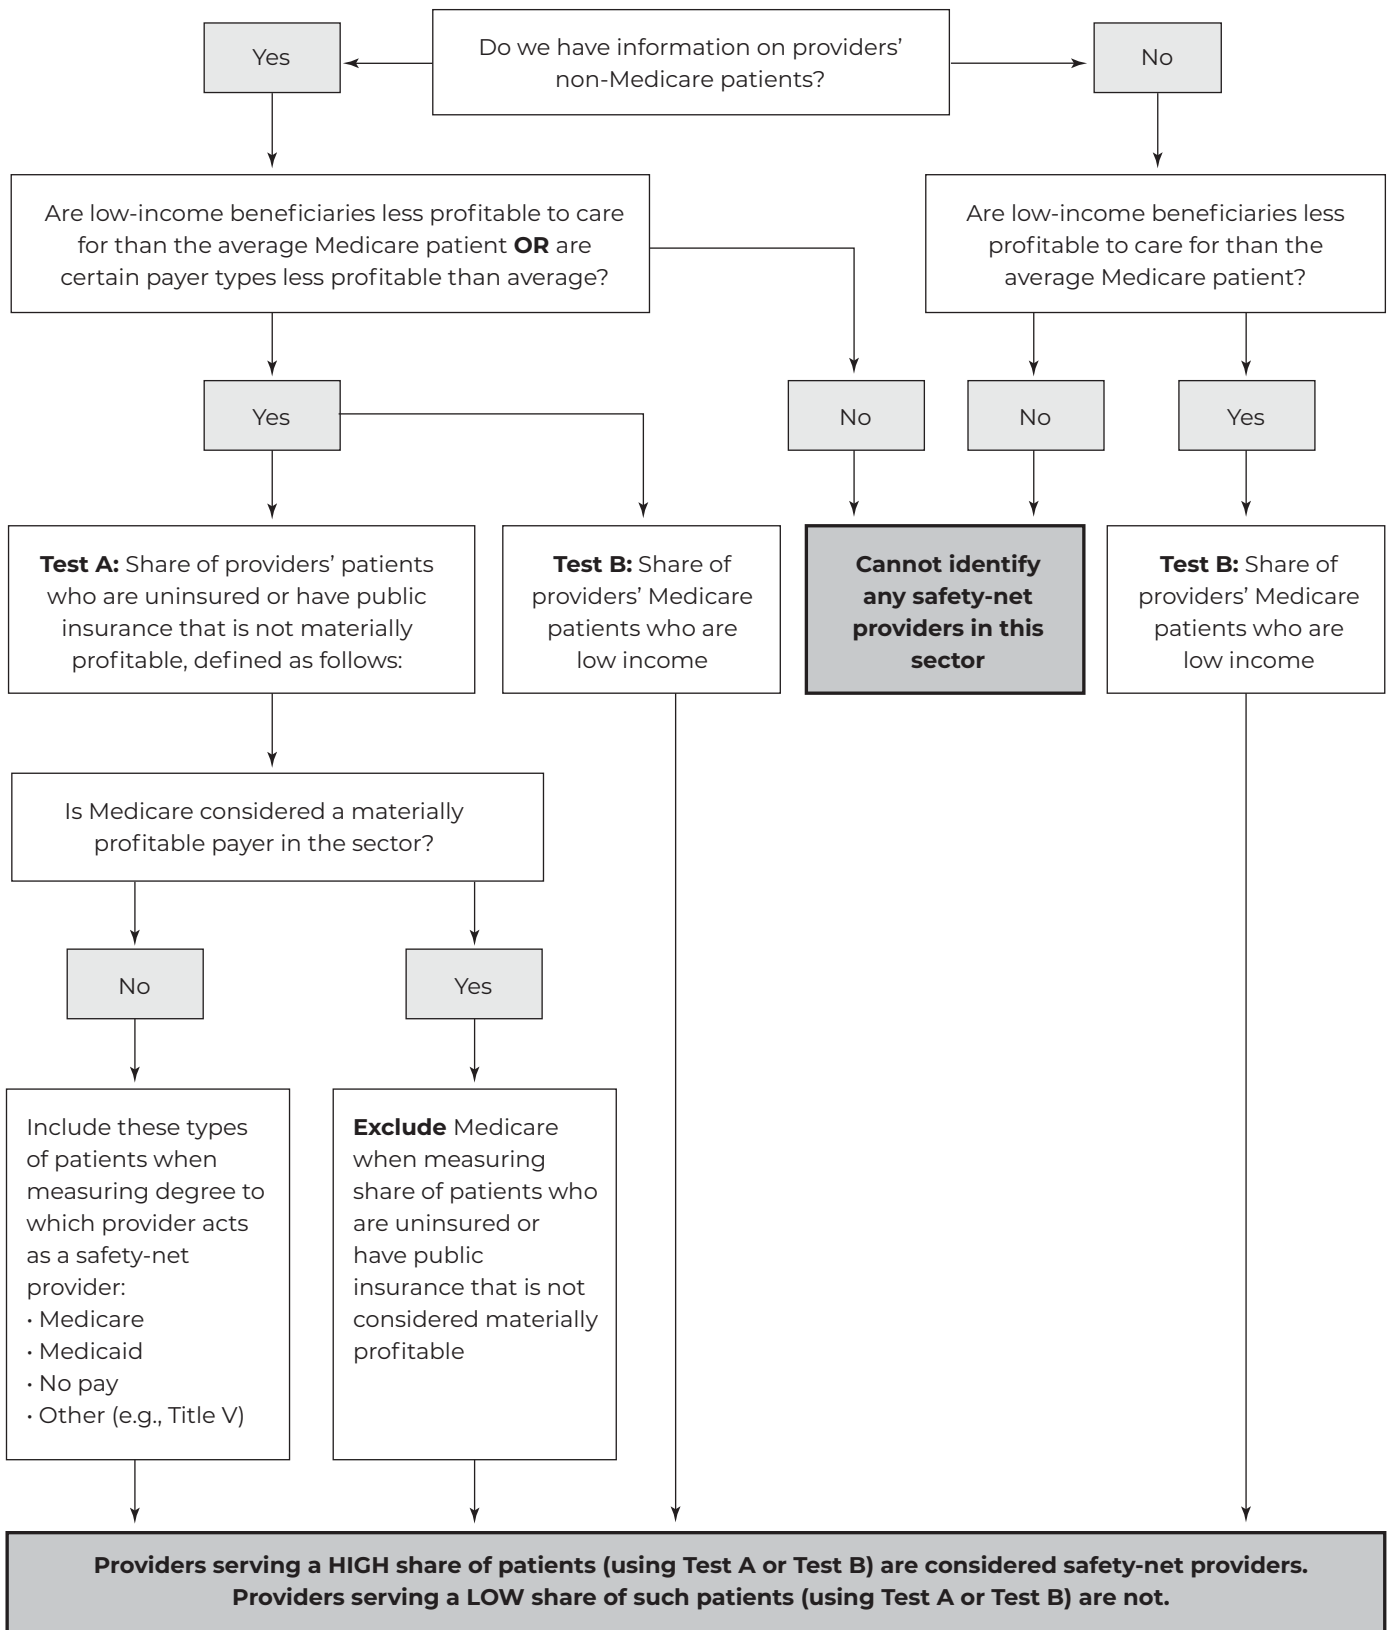 Do we have information on providers’
non-Medicare patients?
Yes
No
Are low-income beneficiaries less profitable to care
for than the average Medicare patient OR are
certain payer types less profitable than average?
Are low-income beneficiaries less
profitable to care for than the
average Medicare patient?
Yes
No
No
Yes
Test A: Share of providers’ patients
who are uninsured or have public
insurance that is not materially
profitable, defined as follows:
Test B: Share of
providers’ Medicare
patients who are
low income
Cannot identify
any safety-net
providers in this
sector
Test B: Share of
providers’ Medicare
patients who are
low income
Is Medicare considered a materially
profitable payer in the sector?
No
Yes
Include these types
of patients when
measuring degree to
which provider acts
as a safety-net
provider:
· Medicare
· Medicaid
· No pay
· Other (e.g., Title V)
Exclude Medicare
when measuring
share of patients who
are uninsured or
have public
insurance that is not
considered materially
profitable
Providers serving a HIGH share of patients (using Test A or Test B) are considered safety-net providers.
Providers serving a LOW share of such patients (using Test A or Test B) are not.